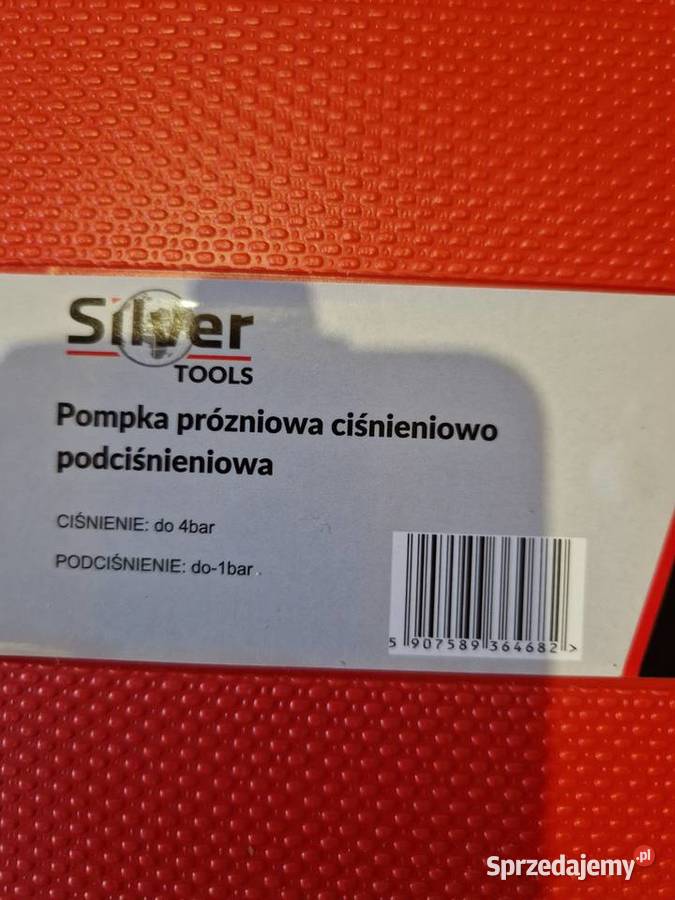 Silver
TOOLS
Pompka prózniowa ciśnieniowo
podciśnieniowa
CIŚNIENIE: do 4bar
PODCIŚNIENIE: do-1bar
5 907589 364682 >
Sprzedajemy.pl